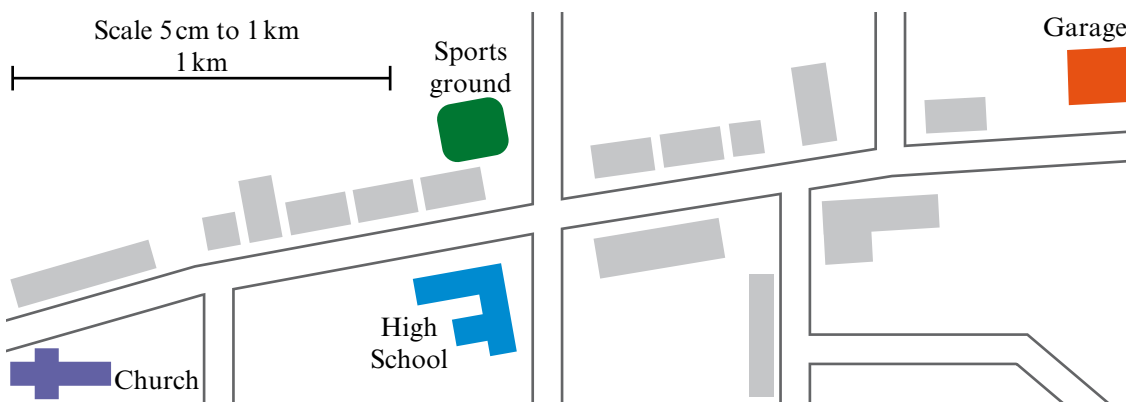 Scale 5 cm to 1 km
1 km
Sports
ground
Garage
High
School
Church